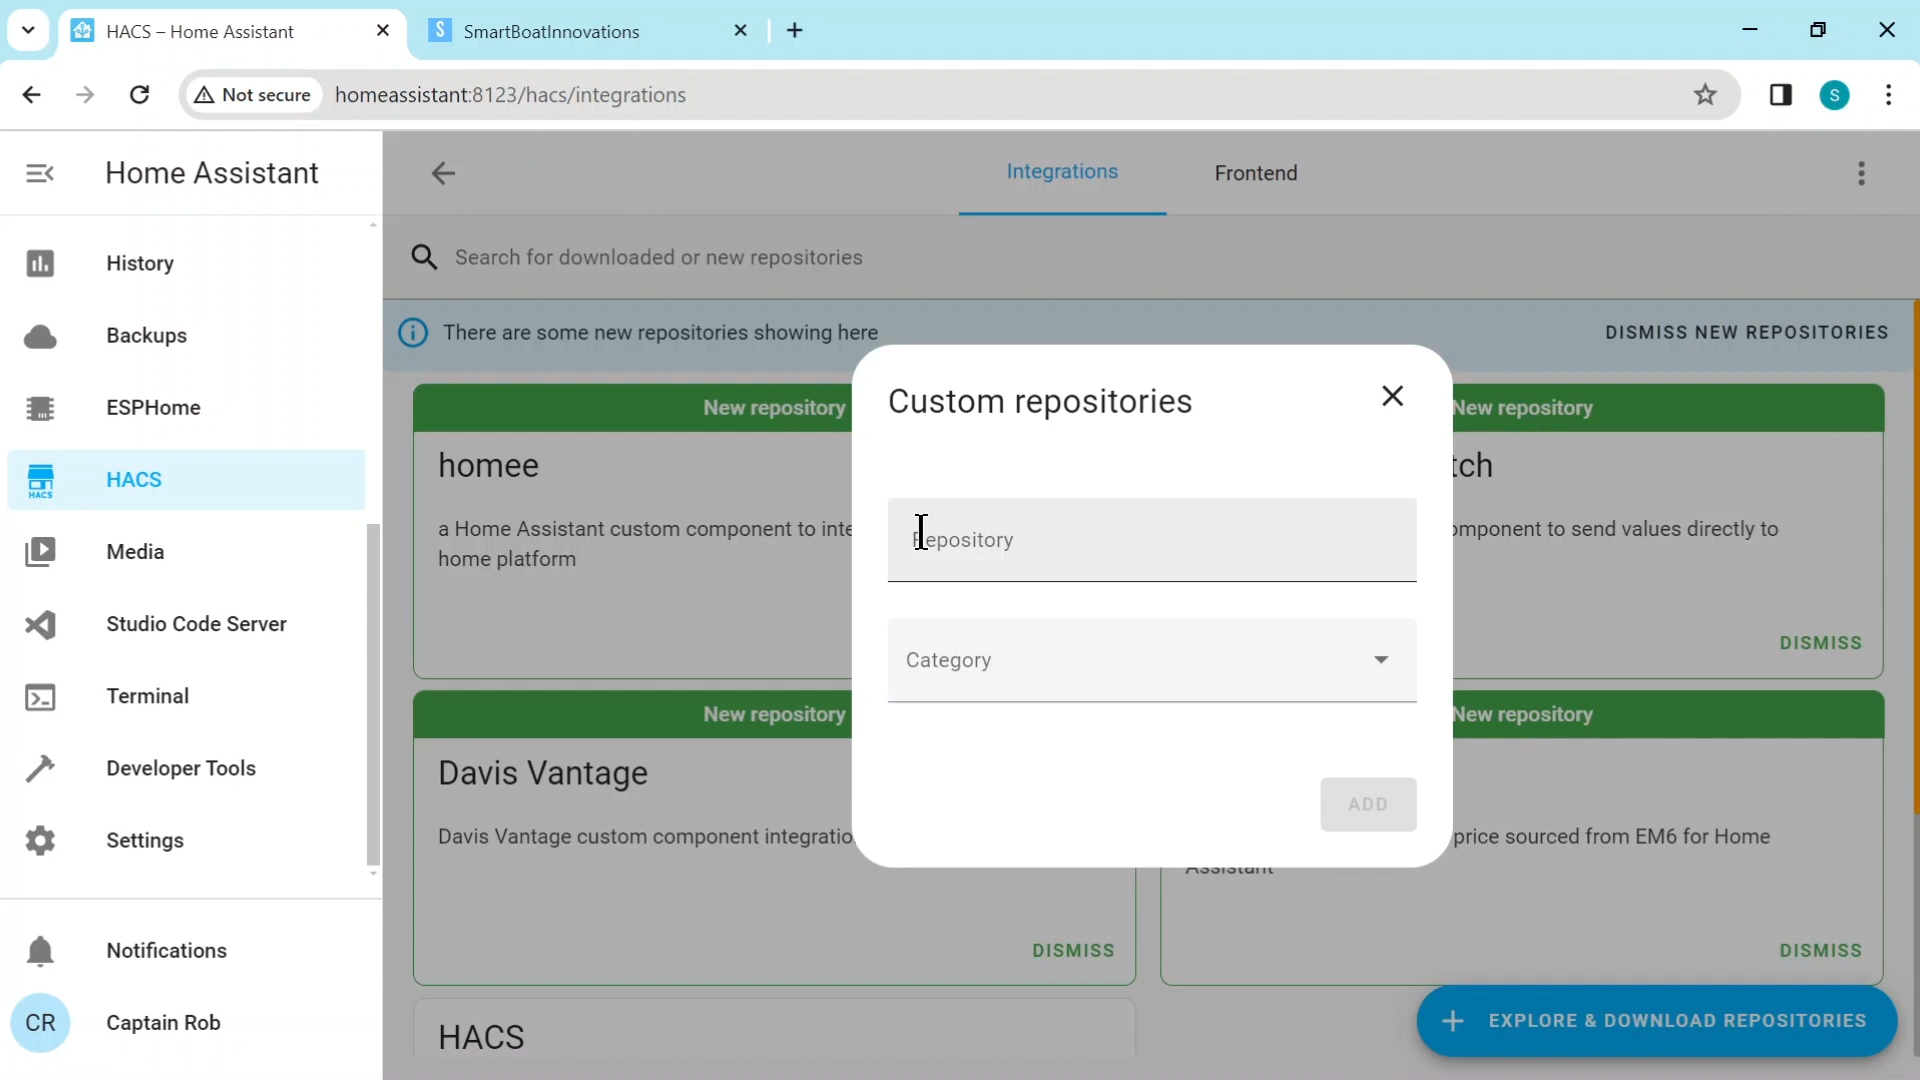 HACS – Home Assistant
S SmartBoatInnovations
Not secure
homeassistant:8123/hacs/integrations
S
Home Assistant
Integrations
Frontend
History
Search for downloaded or new repositories
Backups
There are some new repositories showing here
DISMISS NEW REPOSITORIES
ESPHome
New repository
New repository
Custom repositories
HACS
HACS
homee
tch
a Home Assistant custom component to inte
home platform
omponent to send values directly to
Repository
Media
Studio Code Server
DISMISS
Category
Terminal
New repository
New repository
Developer Tools
Davis Vantage
ADD
Settings
Davis Vantage custom component integratio
price sourced from EM6 for Home
Assistant
Notifications
DISMISS
DISMISS
CR
Captain Rob
HACS
EXPLORE & DOWNLOAD REPOSITORIES